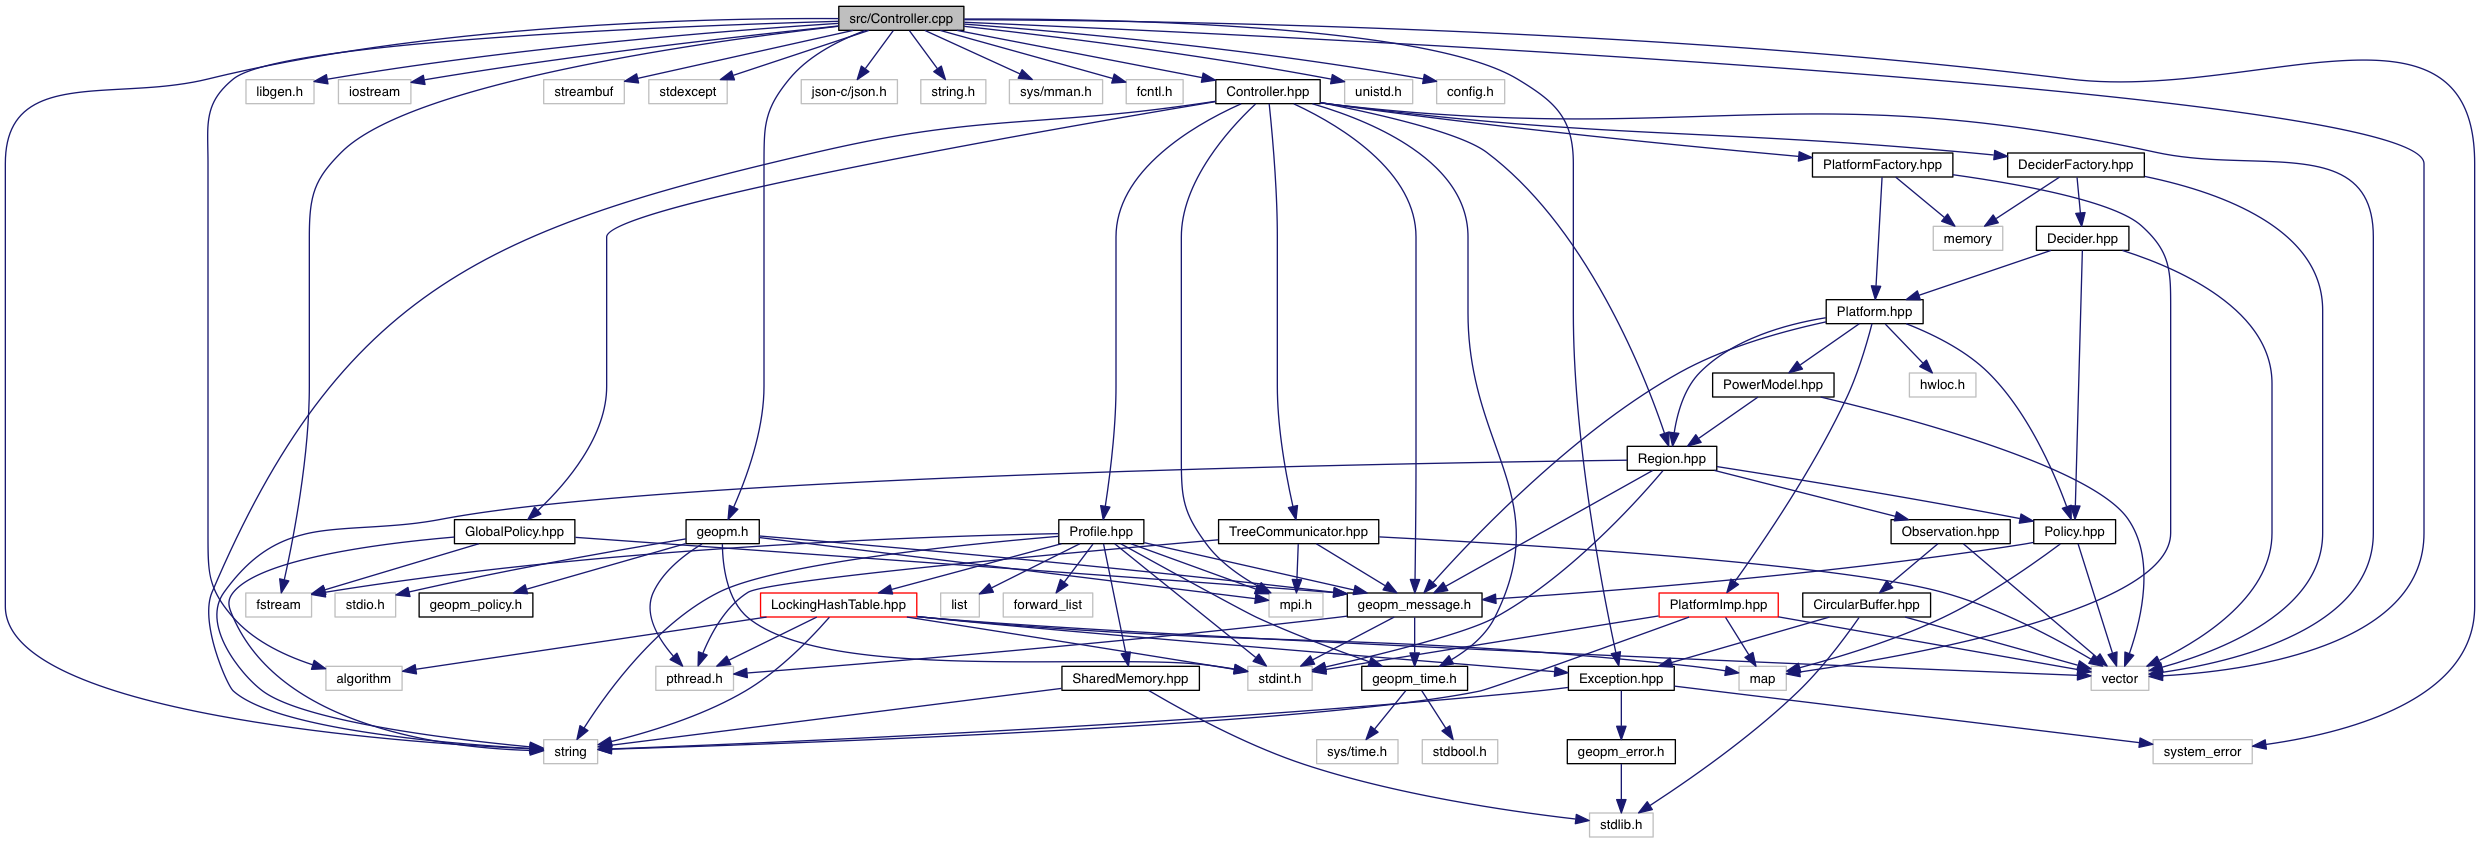 src/Controller.cpp
libgen.h
iostream
streambuf
stdexcept
json-c/json.h
string.h
sys/mman.h
fcntl.h
Controller.hpp
unistd.h
config.h
PlatformFactory.hpp
DeciderFactory.hpp
memory
Decider.hpp
Platform.hpp
PowerModel.hpp
hwloc.h
Region.hpp
GlobalPolicy.hpp
geopm.h
Profile.hpp
TreeCommunicator.hpp
Observation.hpp
Policy.hpp
fstream
stdio.h
geopm_policy.h
LockingHashTable.hpp
list
forward_list
mpi.h
geopm_message.h
PlatformImp.hpp
CircularBuffer.hpp
algorithm
pthread.h
SharedMemory.hpp
stdint.h
geopm_time.h
Exception.hpp
map
vector
string
sys/time.h
stdbool.h
geopm_error.h
system_error
stdlib.h